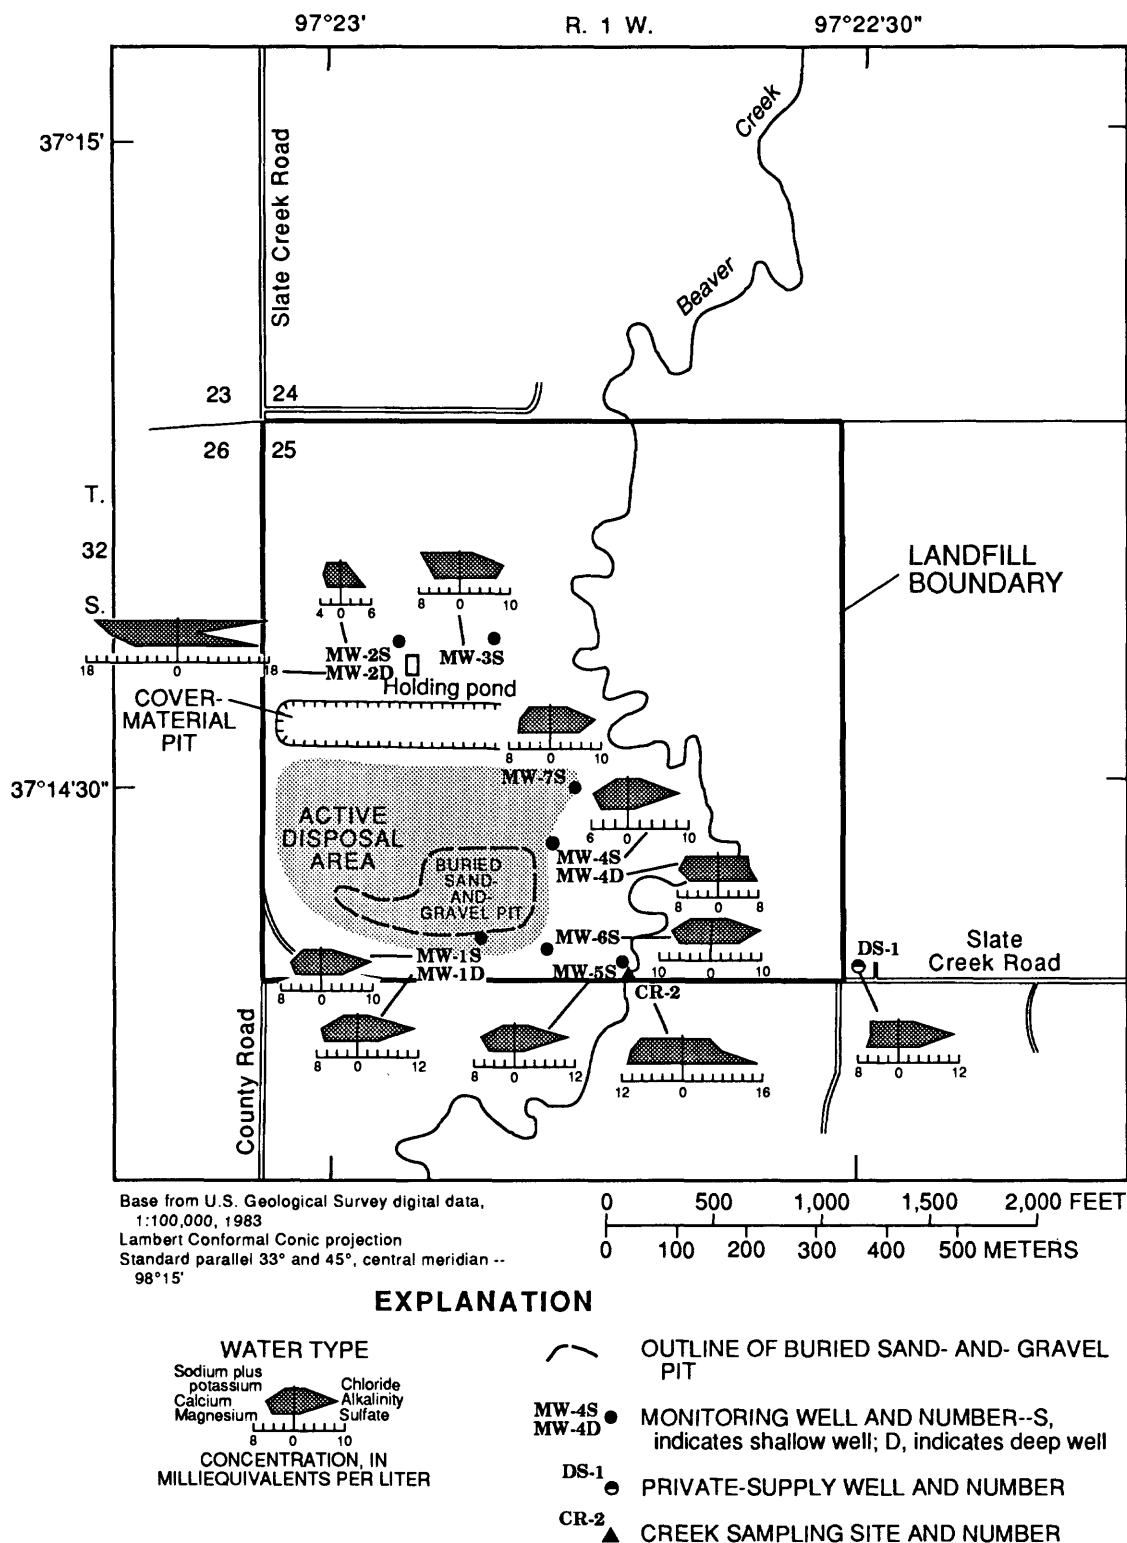 97°23'
R. 1 W.
97°22'30"
37°15'
Slate Creek Road
Creek
Beaver
23
24
26
25
T.
32
S.
LANDFILL
BOUNDARY
4 0 6
8 0 10
MW-2S
MW-2D
MW-3S
18 0 18
Holding pond
COVER-
MATERIAL
PIT
8 0 10
MW-7S
37°14'30"
ACTIVE
DISPOSAL
AREA
6 0 10
BURIED
SAND-
AND-
GRAVEL PIT
MW-4S
MW-4D
8 0 8
MW-6S
10 0 10
MW-1S
MW-1D
8 0 10
MW-5S
CR-2
DS-1
Slate
Creek Road
8 0 12
8 0 12
12 0 16
8 0 12
County Road
Base from U.S. Geological Survey digital data,
1:100,000, 1983
Lambert Conformal Conic projection
Standard parallel 33° and 45°, central meridian --
98°15'
0 500 1,000 1,500 2,000 FEET
0 100 200 300 400 500 METERS
EXPLANATION
WATER TYPE
Sodium plus
potassium
Calcium
Magnesium
Chloride
Alkalinity
Sulfate
8 0 10
CONCENTRATION, IN
MILLIEQUIVALENTS PER LITER
OUTLINE OF BURIED SAND- AND- GRAVEL
PIT
MW-4S
MW-4D
MONITORING WELL AND NUMBER--S,
indicates shallow well; D, indicates deep well
DS-1
PRIVATE-SUPPLY WELL AND NUMBER
CR-2
CREEK SAMPLING SITE AND NUMBER